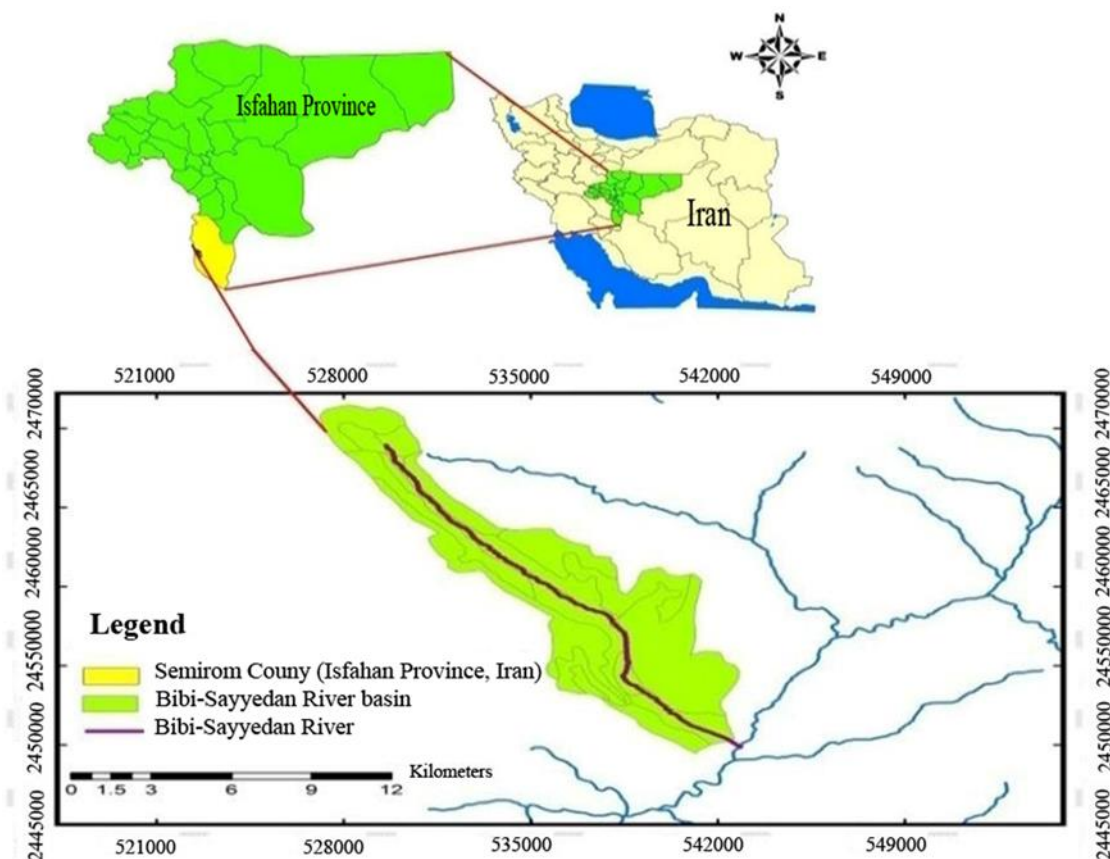 N
W E
S
Isfahan Province
Iran
521000 528000 535000 542000 549000
2470000
2465000
2460000
2455000
2450000
2445000
2470000
2465000
2460000
2455000
2450000
2445000
Legend
Semirom Couny (Isfahan Province, Iran)
Bibi-Sayyedan River basin
Bibi-Sayyedan River
Kilometers
0 1.5 3 6 9 12
521000 528000 535000 542000 549000